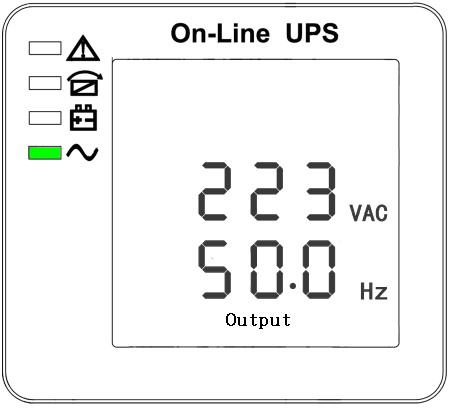 On-Line UPS
223 VAC
50.0 Hz
Output